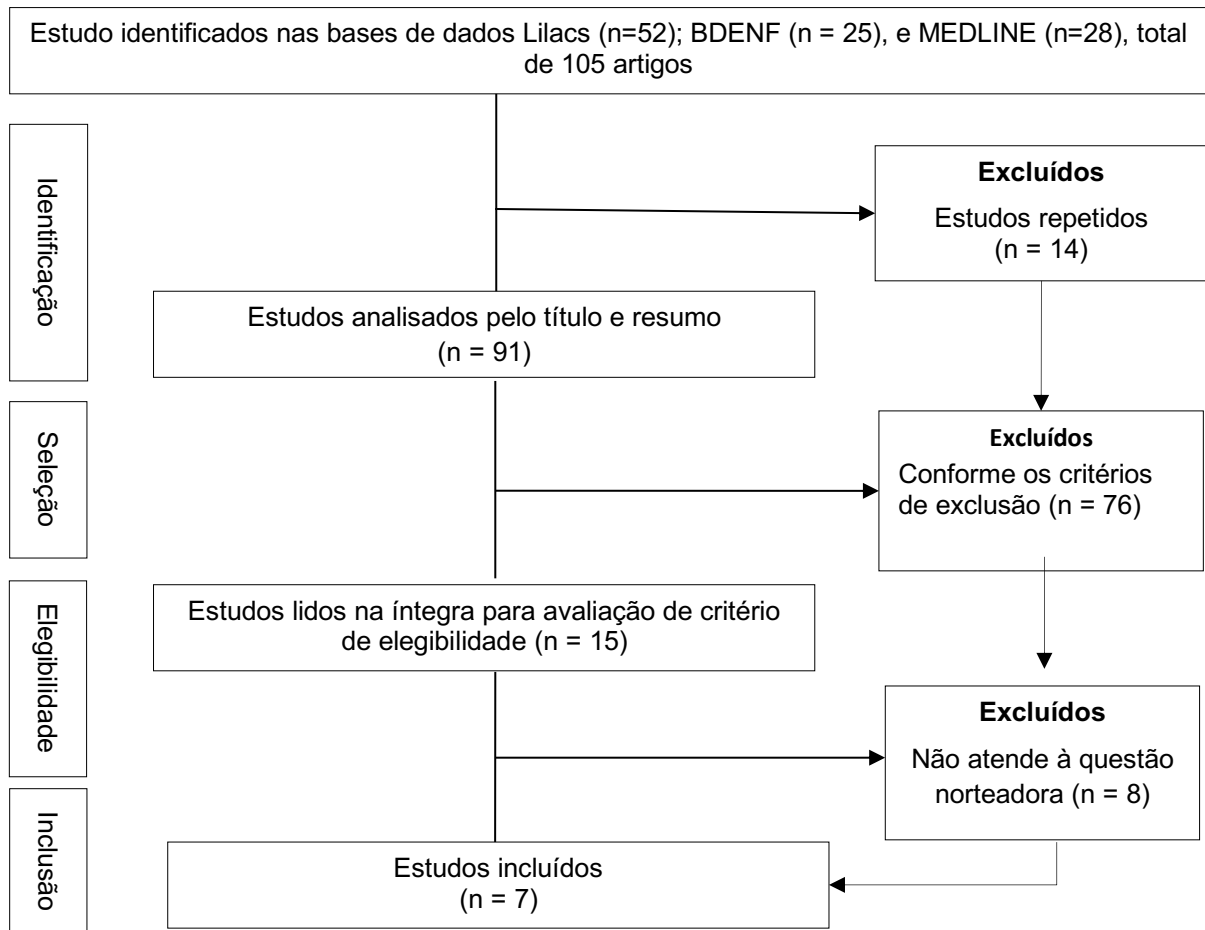 Estudo identificados nas bases de dados Lilacs (n=52); BDENF (n = 25), e MEDLINE (n=28), total
de 105 artigos
Identificação
Excluídos
Estudos repetidos
(n = 14)
Estudos analisados pelo título e resumo
(n = 91)
Seleção
Excluídos
Conforme os critérios
de exclusão (n = 76)
Elegibilidade
Estudos lidos na íntegra para avaliação de critério
de elegibilidade (n = 15)
Excluídos
Não atende à questão
norteadora (n = 8)
Inclusão
Estudos incluídos
(n = 7)